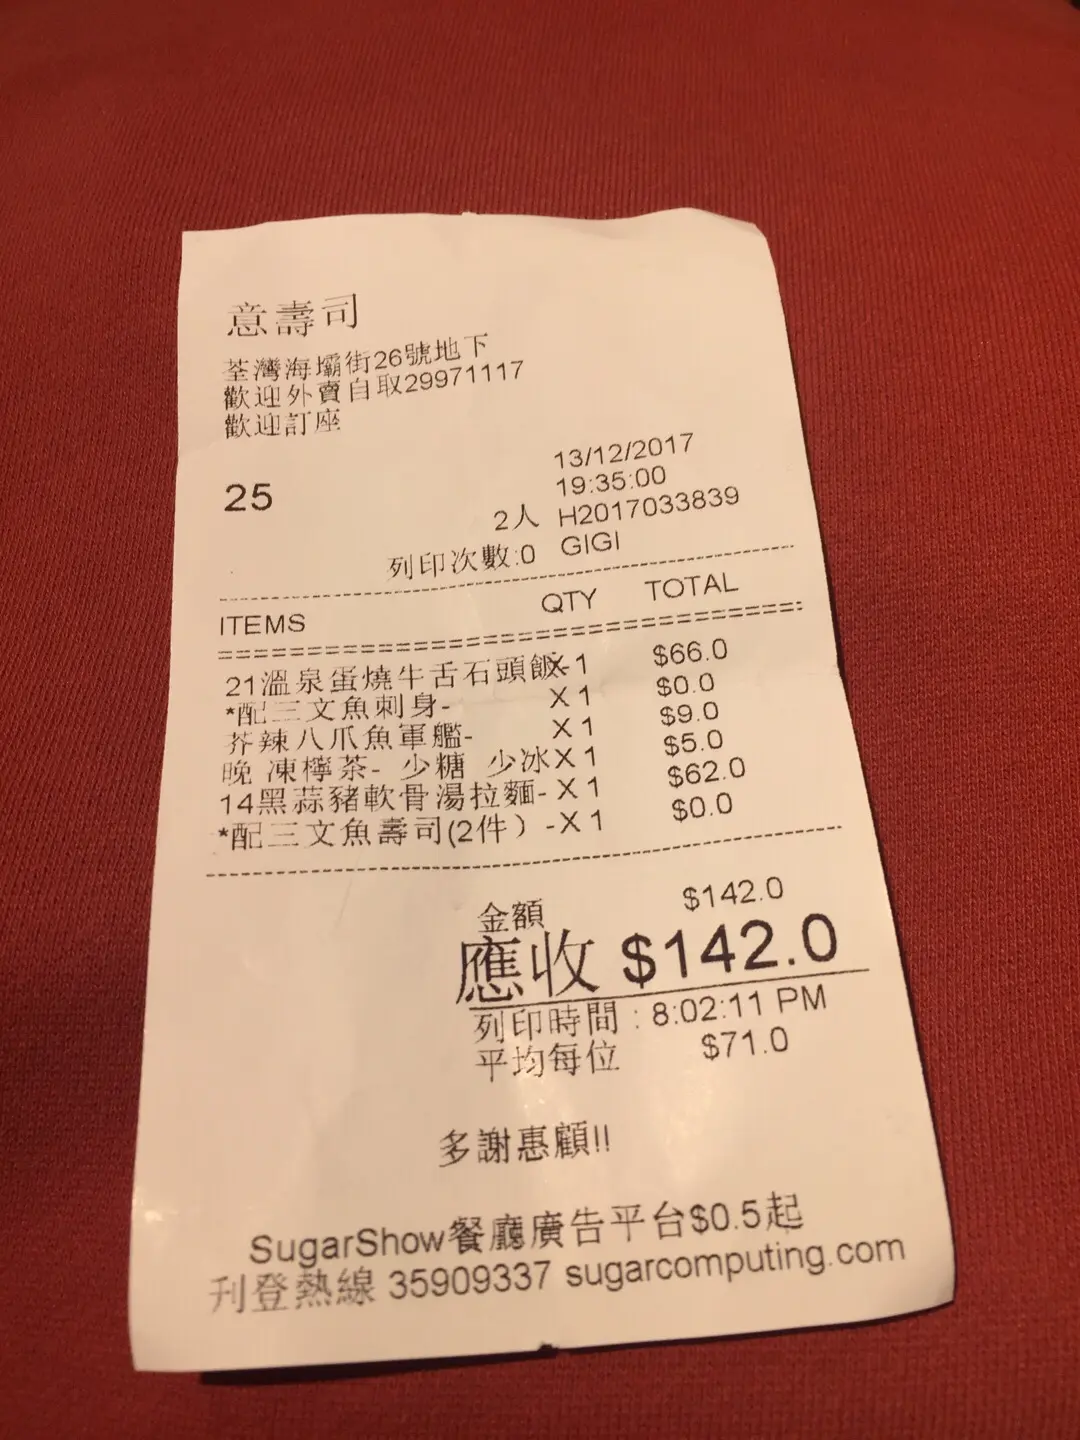 意壽司
荃灣海壩街26號地下
歡迎外賣自取29971117
歡迎訂座
13/12/2017
25 19:35:00
2人 H2017033839
列印次數:0 GIGI
ITEMS QTY TOTAL
21溫泉蛋燒牛舌石頭飯-X 1 $66.0
*配三文魚刺身- X 1 $0.0
芥辣八爪魚軍艦- X 1 $9.0
晚 凍檸茶- 少糖 少冰X 1 $5.0
14黑蒜豬軟骨湯拉麵- X 1 $62.0
*配三文魚壽司(2件) -X 1 $0.0
金額 $142.0
應收 $142.0
列印時間 : 8:02:11 PM
平均每位 $71.0
多謝惠顧!!
SugarShow餐廳廣告平台$0.5起
刊登熱線 35909337 sugarcomputing.com